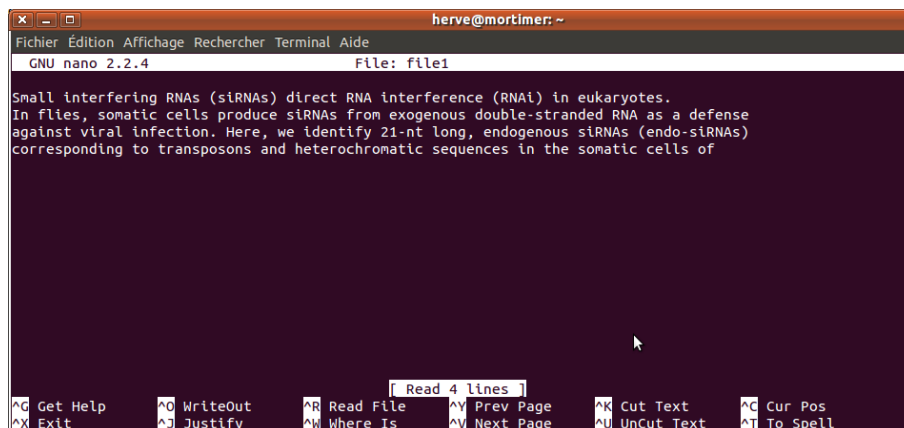 herve@mortimer: ~
Fichier Édition Affichage Rechercher Terminal Aide
GNU nano 2.2.4 File: file1
Small interfering RNAs (siRNAs) direct RNA interference (RNAi) in eukaryotes.
In flies, somatic cells produce siRNAs from exogenous double-stranded RNA as a defense
against viral infection. Here, we identify 21-nt long, endogenous siRNAs (endo-siRNAs)
corresponding to transposons and heterochromatic sequences in the somatic cells of
[ Read 4 lines ]
^G Get Help ^O WriteOut ^R Read File ^Y Prev Page ^K Cut Text ^C Cur Pos
^X Exit ^J Justify ^W Where Is ^V Next Page ^U UnCut Text ^T To Spell